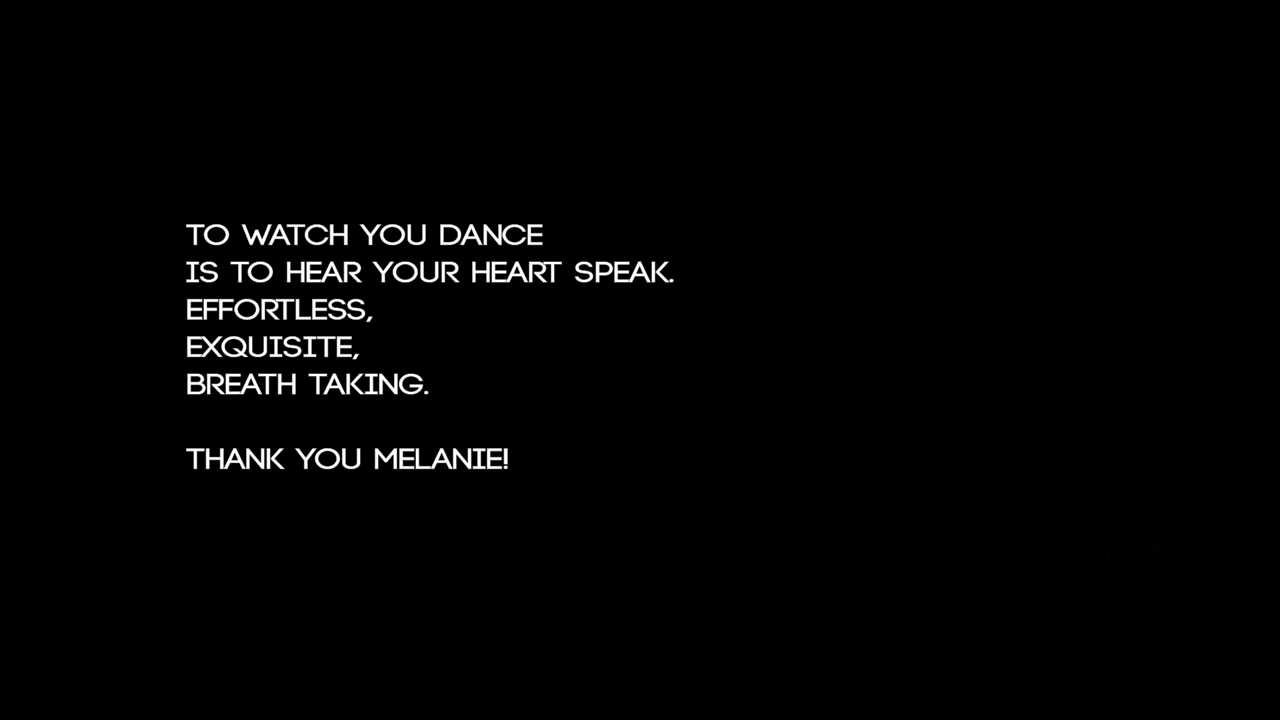 TO WATCH YOU DANCE
IS TO HEAR YOUR HEART SPEAK.
EFFORTLESS,
EXQUISITE,
BREATH TAKING.
THANK YOU MELANIE!